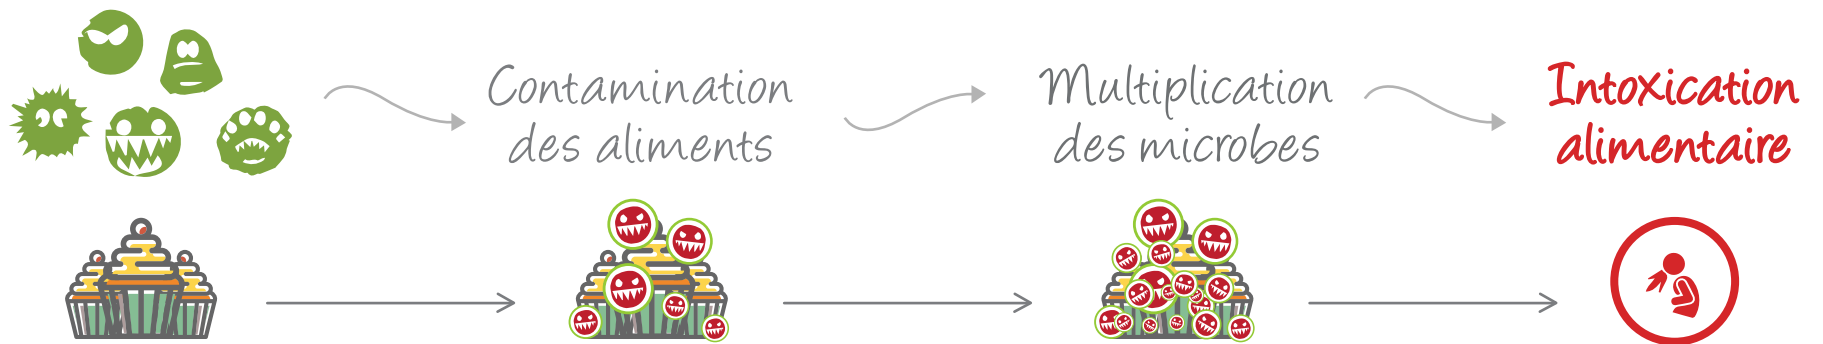 Contamination
des aliments
Multiplication
des microbes
Intoxication
alimentaire